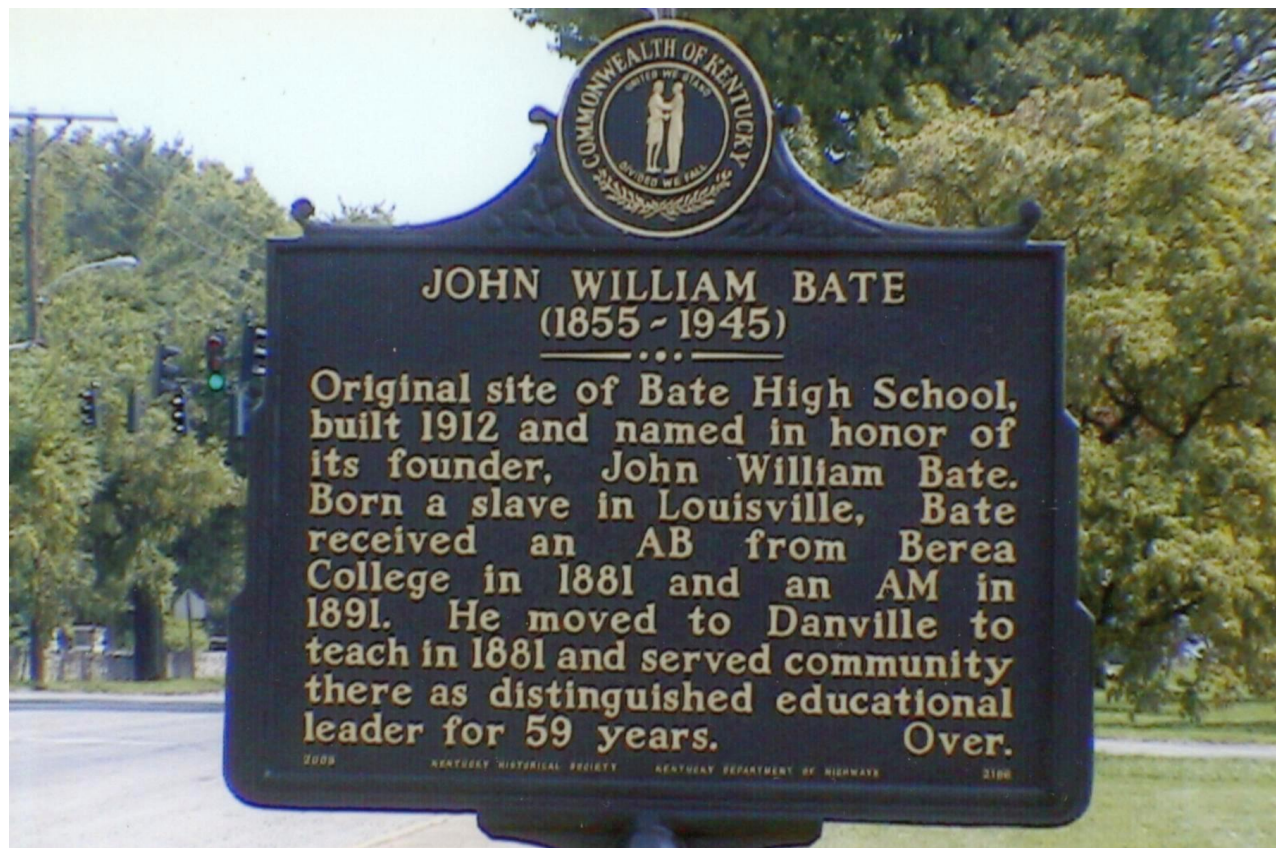 COMMONWEALTH OF KENTUCKY
UNITED WE STAND
DIVIDED WE FALL
JOHN WILLIAM BATE
(1855-1945)
Original site of Bate High School,
built 1912 and named in honor of
its founder, John William Bate.
Born a slave in Louisville, Bate
received an AB from Berea
College in 1881 and an AM in
1891. He moved to Danville to
teach in 1881 and served community
there as distinguished educational
leader for 59 years. Over.
KENTUCKY HISTORICAL SOCIETY KENTUCKY DEPARTMENT OF HIGHWAYS